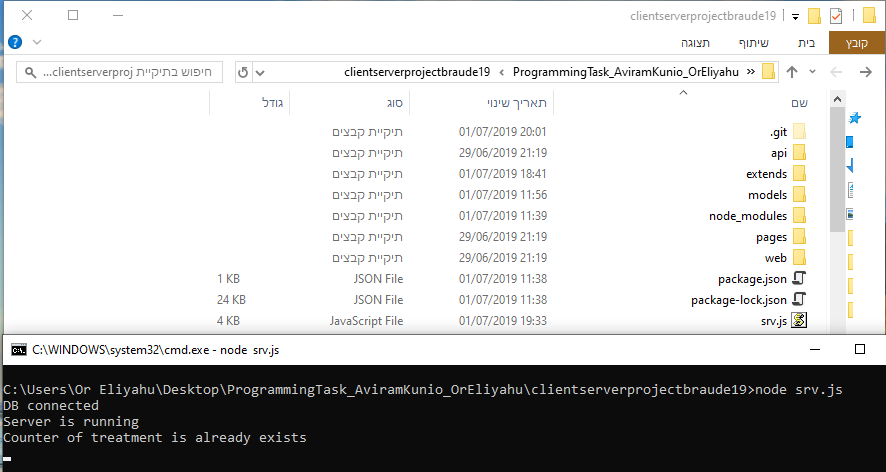 clientserverprojectbraude19
קובץ
בית
שיתוף
תצוגה
ProgrammingTask_AviramKunio_OrEliyahu
clientserverprojectbraude19
חיפוש בתיקיית clientserverproj...
שם
תאריך שינוי
סוג
גודל
.git 01/07/2019 20:01 תיקיית קבצים
api 29/06/2019 21:19 תיקיית קבצים
extends 01/07/2019 18:41 תיקיית קבצים
models 01/07/2019 11:56 תיקיית קבצים
node_modules 01/07/2019 11:39 תיקיית קבצים
pages 29/06/2019 21:19 תיקיית קבצים
web 29/06/2019 21:19 תיקיית קבצים
package.json 01/07/2019 11:38 JSON File 1 KB
package-lock.json 01/07/2019 11:38 JSON File 24 KB
srv.js 01/07/2019 19:33 JavaScript File 4 KB
C:\WINDOWS\system32\cmd.exe - node srv.js
C:\Users\Or Eliyahu\Desktop\ProgrammingTask_AviramKunio_OrEliyahu\clientserverprojectbraude19>node srv.js
DB connected
Server is running
Counter of treatment is already exists